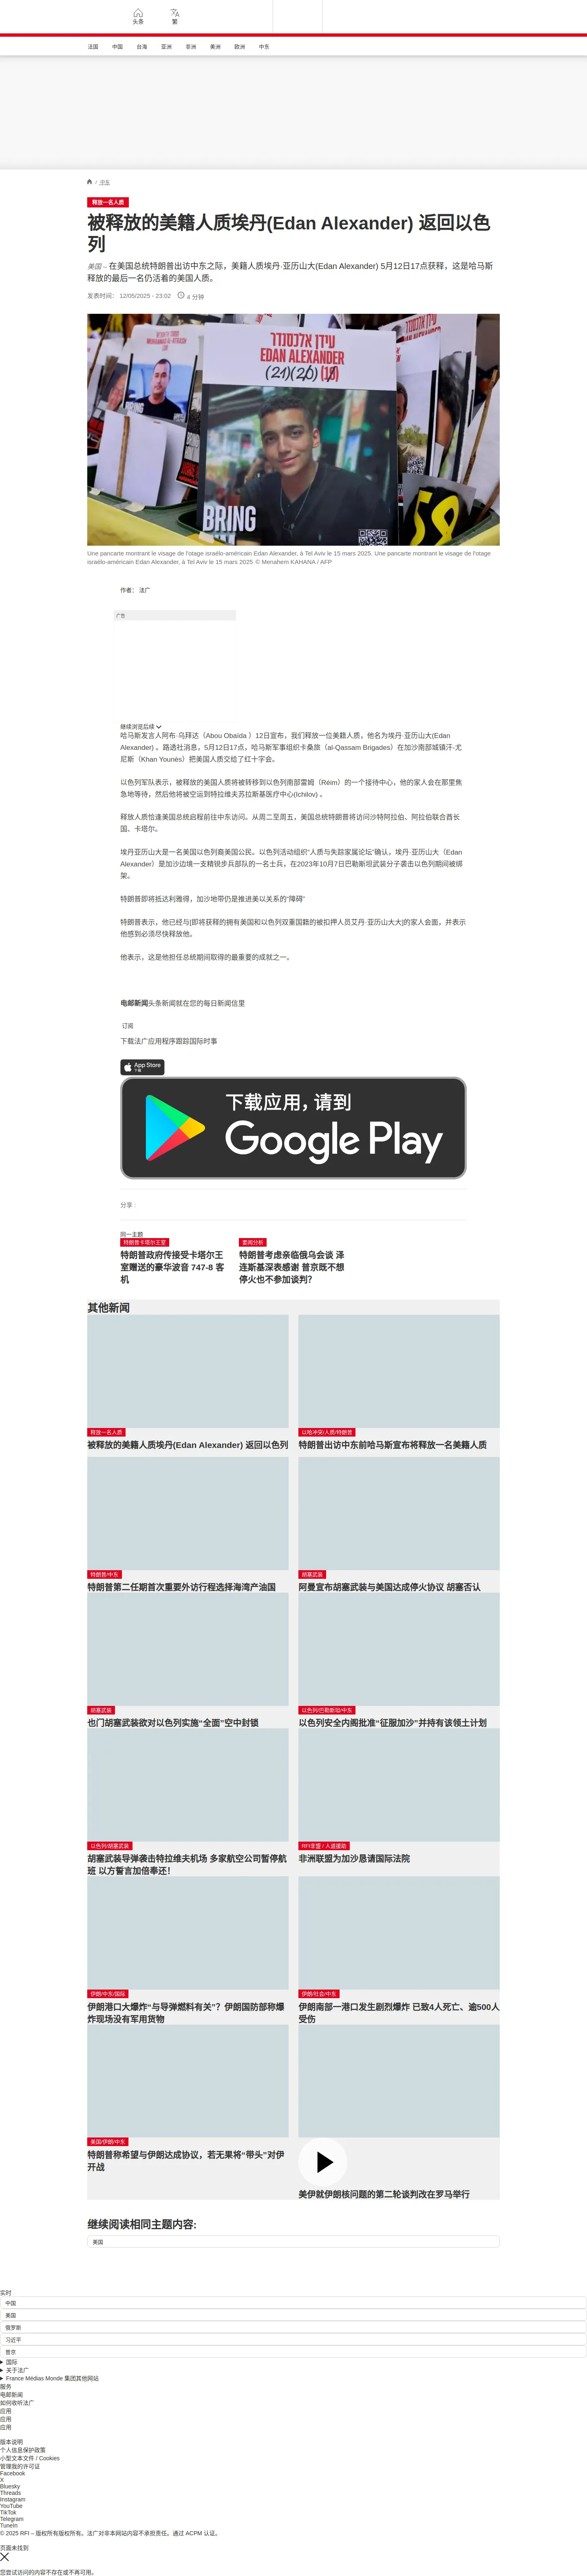 头条
繁
法国
中国
台海
亚洲
非洲
美洲
欧洲
中东
/ 中东
释放一名人质
被释放的美籍人质埃丹(Edan Alexander) 返回以色
列
美国 – 在美国总统特朗普出访中东之际，美籍人质埃丹·亚历山大(Edan Alexander) 5月12日17点获释，这是哈马斯
释放的最后一名仍活着的美国人质。
发表时间： 12/05/2025 - 23:02
4 分钟
עידן אלכסנדר
EDAN ALEXANDER
BRING
Une pancarte montrant le visage de l'otage israélo-américain Edan Alexander, à Tel Aviv le 15 mars 2025. Une pancarte montrant le visage de l'otage
israélo-américain Edan Alexander, à Tel Aviv le 15 mars 2025 © Menahem KAHANA / AFP
作者： 法广
广告
继续浏览后续
哈马斯发言人阿布·乌拜达（Abou Obaïda ）12日宣布，我们释放一位美籍人质，他名为埃丹·亚历山大(Edan
Alexander) 。路透社消息，5月12日17点，哈马斯军事组织卡桑旅（al-Qassam Brigades）在加沙南部城镇汗-尤
尼斯（Khan Younès）把美国人质交给了红十字会。
以色列军队表示，被释放的美国人质将被转移到以色列南部雷姆（Réim）的一个接待中心，他的家人会在那里焦
急地等待，然后他将被空运到特拉维夫苏拉斯基医疗中心(Ichilov) 。
释放人质恰逢美国总统启程前往中东访问。从周二至周五，美国总统特朗普将访问沙特阿拉伯、阿拉伯联合酋长
国、卡塔尔。
埃丹亚历山大是一名美国以色列裔美国公民。以色列活动组织“人质与失踪家属论坛”确认，埃丹·亚历山大（Edan
Alexander）是加沙边境一支精锐步兵部队的一名士兵，在2023年10月7日巴勒斯坦武装分子袭击以色列期间被绑
架。
特朗普即将抵达利雅得，加沙地带仍是推进美以关系的“障碍”
特朗普表示，他已经与[即将获释的拥有美国和以色列双重国籍的被扣押人员艾丹·亚历山大大]的家人会面，并表示
他感到必须尽快释放他。
他表示，这是他担任总统期间取得的最重要的成就之一。
电邮新闻头条新闻就在您的每日新闻信里
订阅
下载法广应用程序跟踪国际时事
App Store
下载
下载应用，请到
Google Play
分享 :
同一主题
特朗普卡塔尔王室
特朗普政府传接受卡塔尔王
室赠送的豪华波音 747-8 客
机
要闻分析
特朗普考虑亲临俄乌会谈 泽
连斯基深表感谢 普京既不想
停火也不参加谈判？
其他新闻
释放一名人质
被释放的美籍人质埃丹(Edan Alexander) 返回以色列
以哈冲突/人质/特朗普
特朗普出访中东前哈马斯宣布将释放一名美籍人质
特朗普/中东
特朗普第二任期首次重要外访行程选择海湾产油国
胡塞武装
阿曼宣布胡塞武装与美国达成停火协议 胡塞否认
胡塞武装
也门胡塞武装欲对以色列实施“全面”空中封锁
以色列/巴勒斯坦/中东
以色列安全内阁批准“征服加沙”并持有该领土计划
以色列/胡塞武装
胡塞武装导弹袭击特拉维夫机场 多家航空公司暂停航
班 以方誓言加倍奉还！
RFI非盟 / 人道援助
非洲联盟为加沙恳请国际法院
伊朗/中东/国际
伊朗港口大爆炸“与导弹燃料有关”？ 伊朗国防部称爆
炸现场没有军用货物
伊朗/社会/中东
伊朗南部一港口发生剧烈爆炸 已致4人死亡、逾500人
受伤
美国/伊朗/中东
特朗普称希望与伊朗达成协议，若无果将“带头”对伊
开战
美伊就伊朗核问题的第二轮谈判改在罗马举行
继续阅读相同主题内容:
美国
实时
中国
美国
俄罗斯
习近平
普京
国际
关于法广
France Médias Monde 集团其他网站
服务
电邮新闻
如何收听法广
应用
应用
应用
版本说明
个人信息保护政策
小型文本文件 / Cookies
管理我的许可证
Facebook
X
Bluesky
Threads
Instagram
YouTube
TikTok
Telegram
TuneIn
© 2025 RFI – 版权所有版权所有。法广对非本网站内容不承担责任。通过 ACPM 认证。
页面未找到
您尝试访问的内容不存在或不再可用。